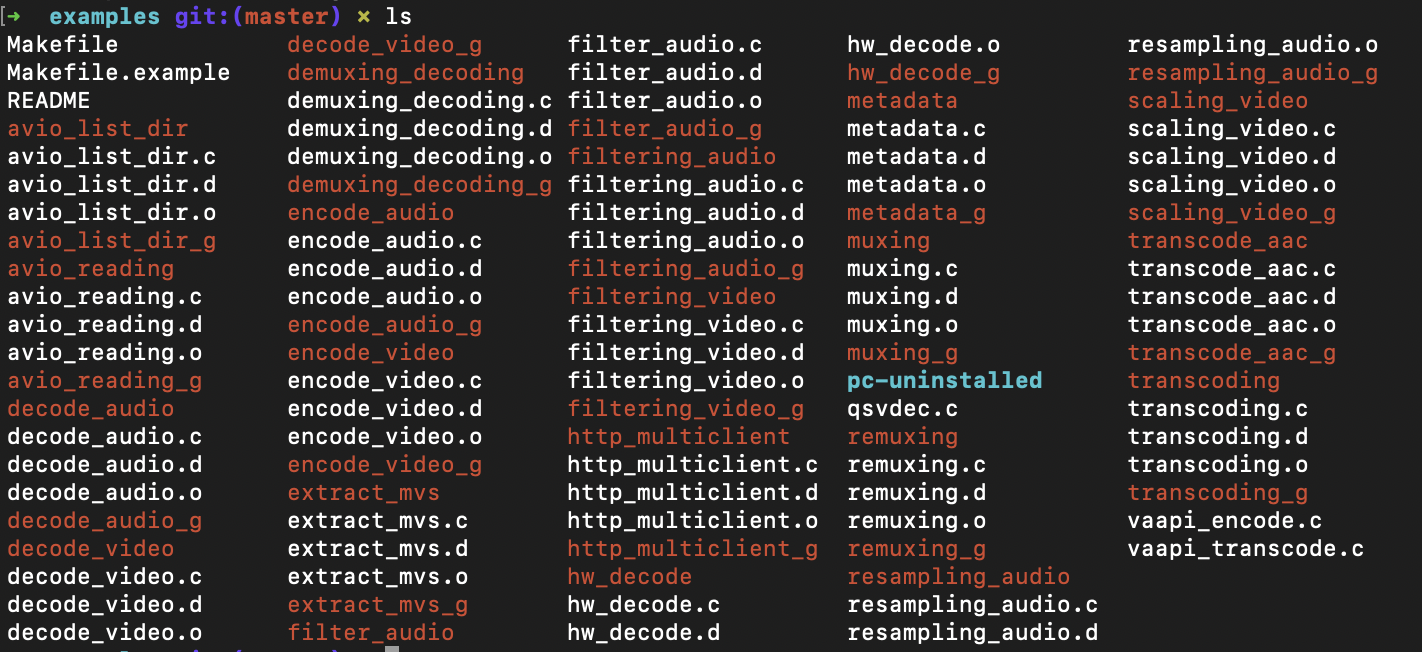 ➜ examples git:(master) ✗ ls
Makefile decode_video_g filter_audio.c hw_decode.o resampling_audio.o
Makefile.example demuxing_decoding filter_audio.d hw_decode_g resampling_audio_g
README demuxing_decoding.c filter_audio.o metadata scaling_video
avio_list_dir demuxing_decoding.d filter_audio_g metadata.c scaling_video.c
avio_list_dir.c demuxing_decoding.o filtering_audio metadata.d scaling_video.d
avio_list_dir.d demuxing_decoding_g filtering_audio.c metadata.o scaling_video.o
avio_list_dir.o encode_audio filtering_audio.d metadata_g scaling_video_g
avio_list_dir_g encode_audio.c filtering_audio.o muxing transcode_aac
avio_reading encode_audio.d filtering_audio_g muxing.c transcode_aac.c
avio_reading.c encode_audio.o filtering_video muxing.d transcode_aac.d
avio_reading.d encode_audio_g filtering_video.c muxing.o transcode_aac.o
avio_reading.o encode_video filtering_video.d muxing_g transcode_aac_g
avio_reading_g encode_video.c filtering_video.o pc-uninstalled transcoding
decode_audio encode_video.d filtering_video_g qsvdec.c transcoding.c
decode_audio.c encode_video.o http_multiclient remuxing transcoding.d
decode_audio.d encode_video_g http_multiclient.c remuxing.c transcoding.o
decode_audio.o extract_mvs http_multiclient.d remuxing.d transcoding_g
decode_audio_g extract_mvs.c http_multiclient.o remuxing.o vaapi_encode.c
decode_video extract_mvs.d http_multiclient_g remuxing_g vaapi_transcode.c
decode_video.c extract_mvs.o hw_decode resampling_audio
decode_video.d extract_mvs_g hw_decode.c resampling_audio.c
decode_video.o filter_audio hw_decode.d resampling_audio.d